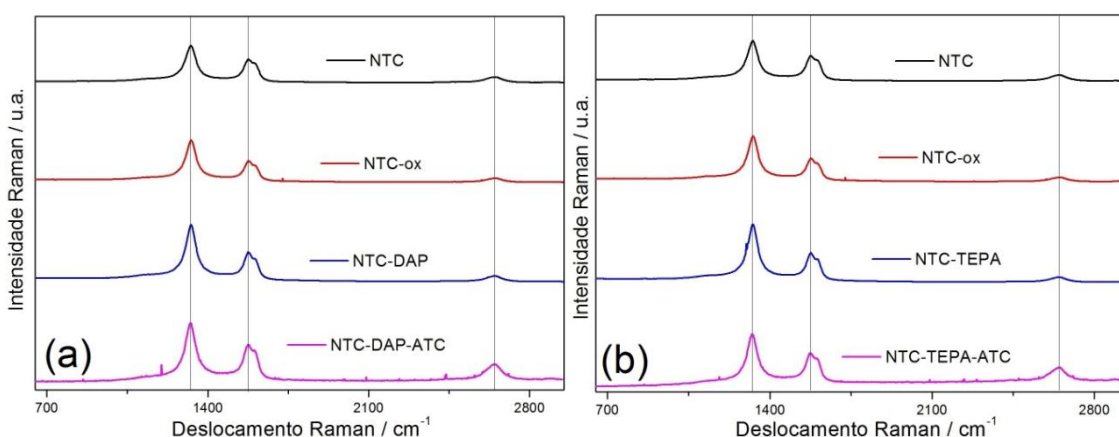 Intensidade Raman / u.a.
NTC
NTC-ox
NTC-DAP
NTC-DAP-ATC
(a)
700 1400 2100 2800
Deslocamento Raman / cm-1
Intensidade Raman / u.a.
NTC
NTC-ox
NTC-TEPA
NTC-TEPA-ATC
(b)
700 1400 2100 2800
Deslocamento Raman / cm-1